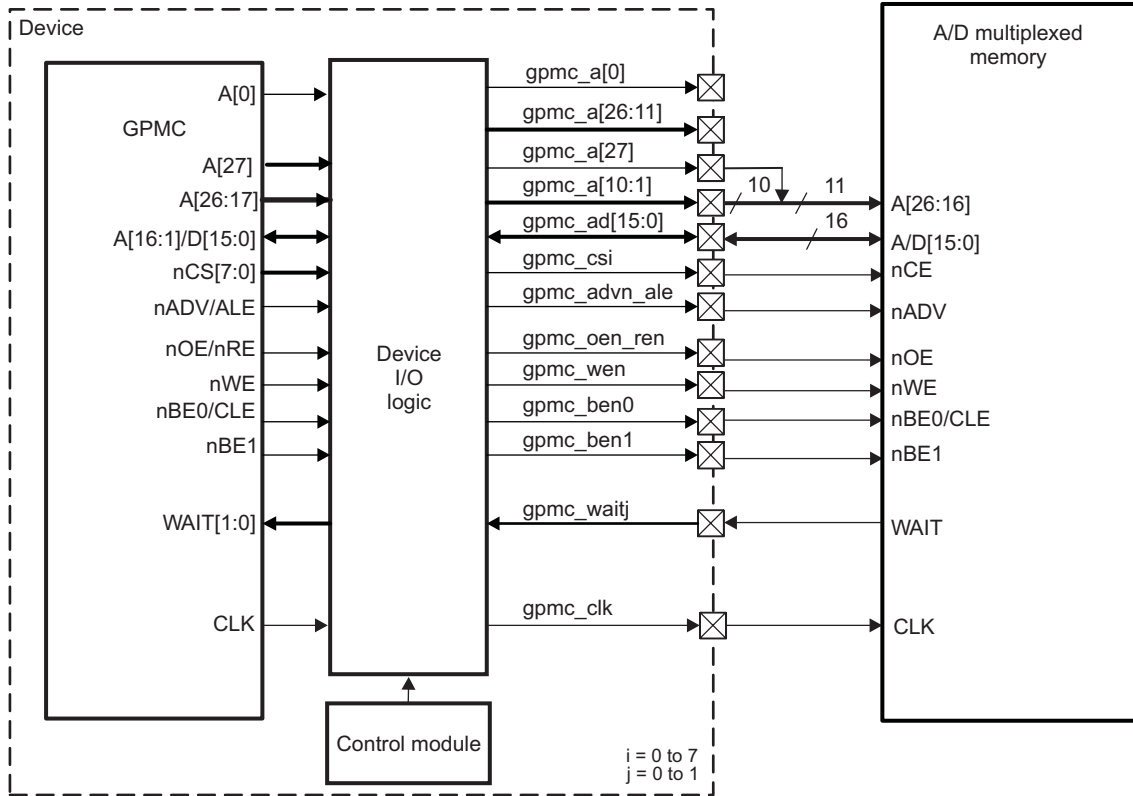 Device
GPMC
A[0]
A[27]
A[26:17]
A[16:1]/D[15:0]
nCS[7:0]
nADV/ALE
nOE/nRE
nWE
nBE0/CLE
nBE1
WAIT[1:0]
CLK
Device
I/O
logic
Control module
gpmc_a[0]
gpmc_a[26:11]
gpmc_a[27]
gpmc_a[10:1]
gpmc_ad[15:0]
gpmc_csi
gpmc_advn_ale
gpmc_oen_ren
gpmc_wen
gpmc_ben0
gpmc_ben1
gpmc_waitj
gpmc_clk
i = 0 to 7
j = 0 to 1
10
11
16
A/D multiplexed
memory
A[26:16]
A/D[15:0]
nCE
nADV
nOE
nWE
nBE0/CLE
nBE1
WAIT
CLK